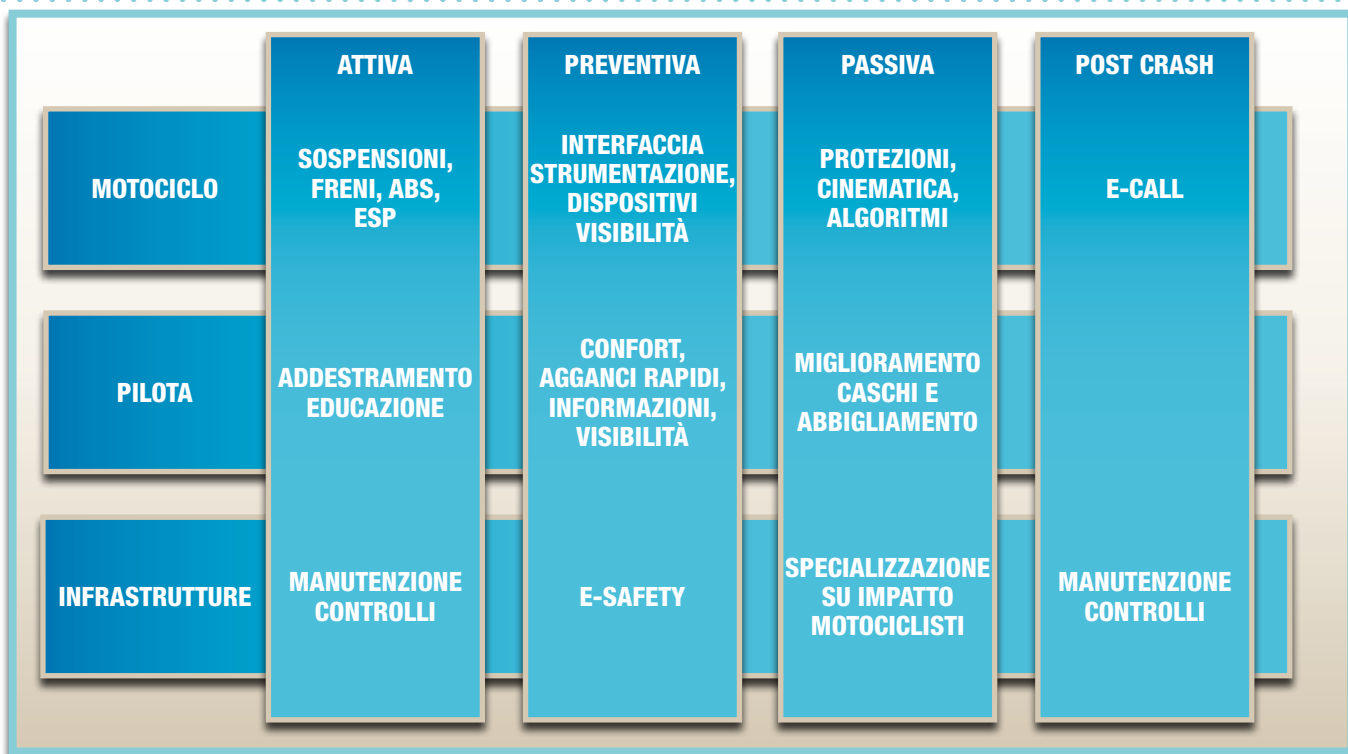 ATTIVA
PREVENTIVA
PASSIVA
POST CRASH
MOTOCICLO
SOSPENSIONI,
FRENI, ABS,
ESP
INTERFACCIA
STRUMENTAZIONE,
DISPOSITIVI
VISIBILITÀ
PROTEZIONI,
CINEMATICA,
ALGORITMI
E-CALL
PILOTA
ADDESTRAMENTO
EDUCAZIONE
CONFORT,
AGGANCI RAPIDI,
INFORMAZIONI,
VISIBILITÀ
MIGLIORAMENTO
CASCHI E
ABBIGLIAMENTO
INFRASTRUTTURE
MANUTENZIONE
CONTROLLI
E-SAFETY
SPECIALIZZAZIONE
SU IMPATTO
MOTOCICLISTI
MANUTENZIONE
CONTROLLI